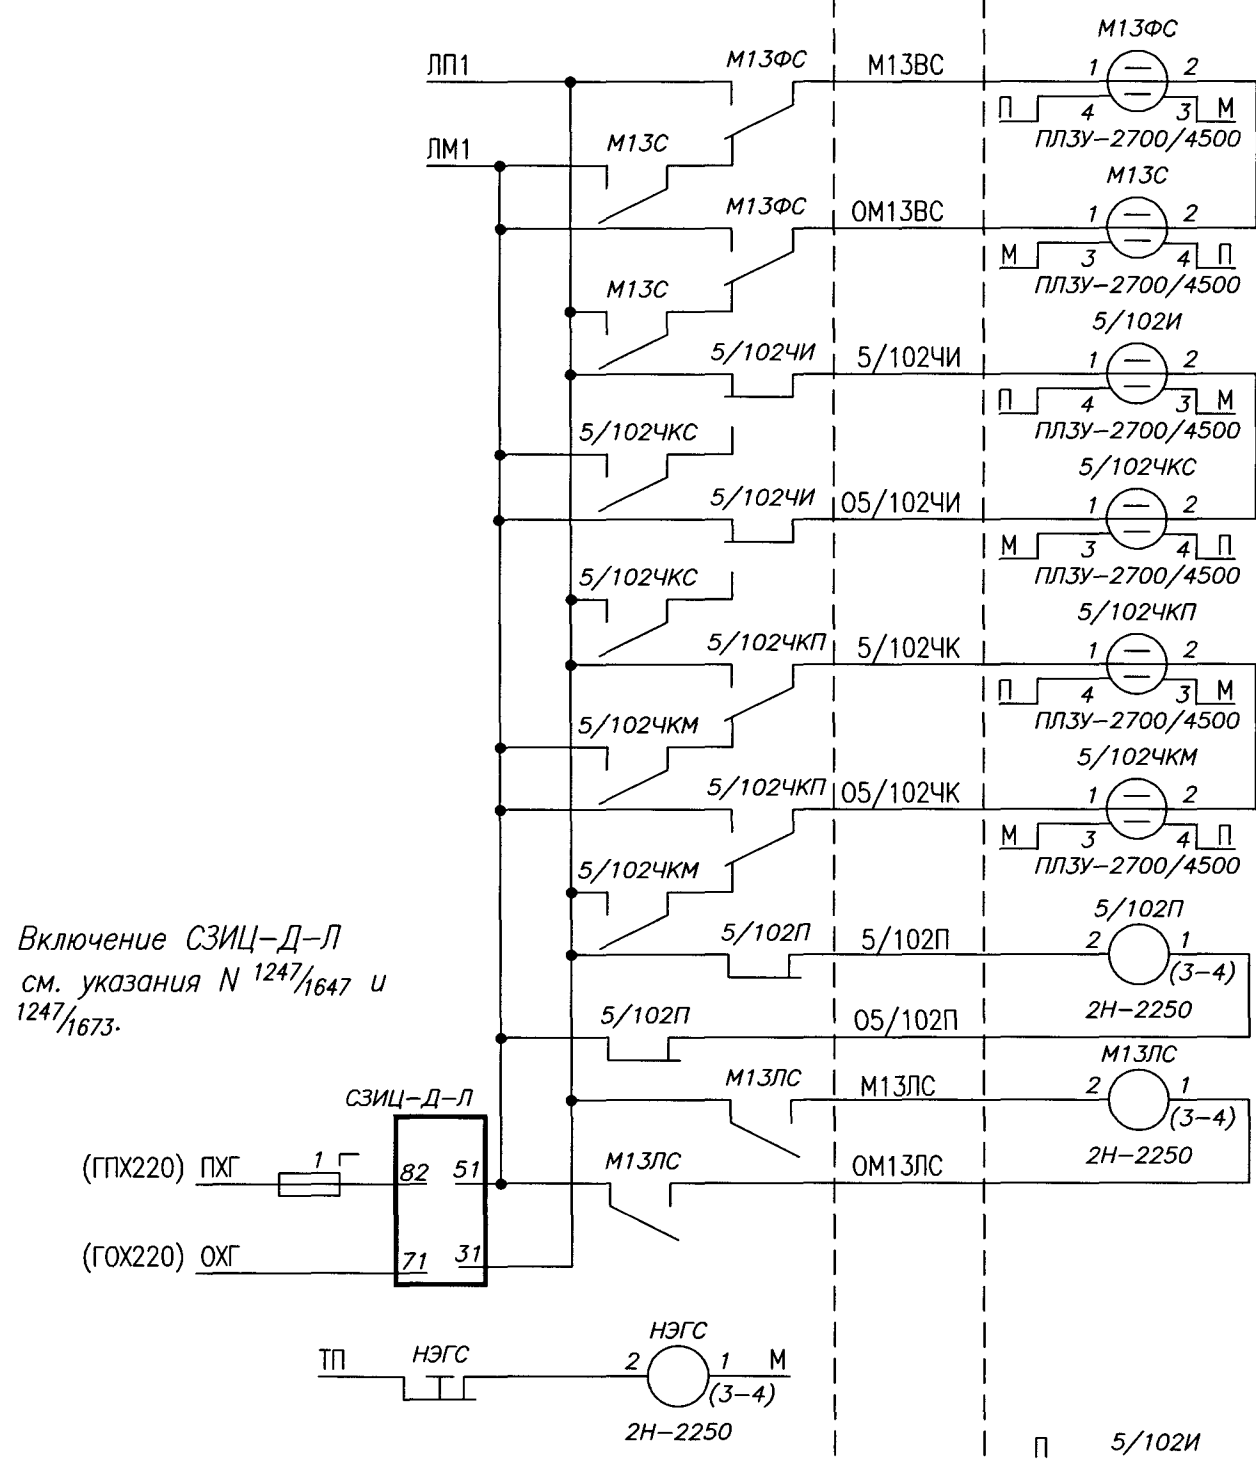 М13ФС
ЛП1 М13ФС М13ВС 1 2
П 4 3 М
ПЛ3У-2700/4500
ЛМ1 М13С
М13С
М13ФС ОМ13ВС 1 2
М 3 4 П
ПЛ3У-2700/4500
М13С
5/102И
5/102ЧИ 5/102ЧИ 1 2
П 4 3 М
ПЛ3У-2700/4500
5/102ЧКС
5/102ЧКС
5/102ЧИ О5/102ЧИ 1 2
М 3 4 П
ПЛ3У-2700/4500
5/102ЧКС
5/102ЧКП
5/102ЧКП 5/102ЧК 1 2
П 4 3 М
ПЛ3У-2700/4500
5/102ЧКМ
5/102ЧКМ
5/102ЧКП О5/102ЧК 1 2
М 3 4 П
ПЛ3У-2700/4500
5/102ЧКМ
5/102П
5/102П 5/102П 2 1
(3-4)
2Н-2250
Включение СЗИЦ-Д-Л
см. указания N 1247/1647 и
1247/1673.
5/102П О5/102П
М13ЛС
М13ЛС М13ЛС 2 1
(3-4)
2Н-2250
СЗИЦ-Д-Л
(ГПХ220) ПХГ 1 Г 82 51 М13ЛС ОМ13ЛС
(ГОХ220) ОХГ 71 31
НЭГС
ТП НЭГС 2 1 М
(3-4)
2Н-2250
П 5/102И